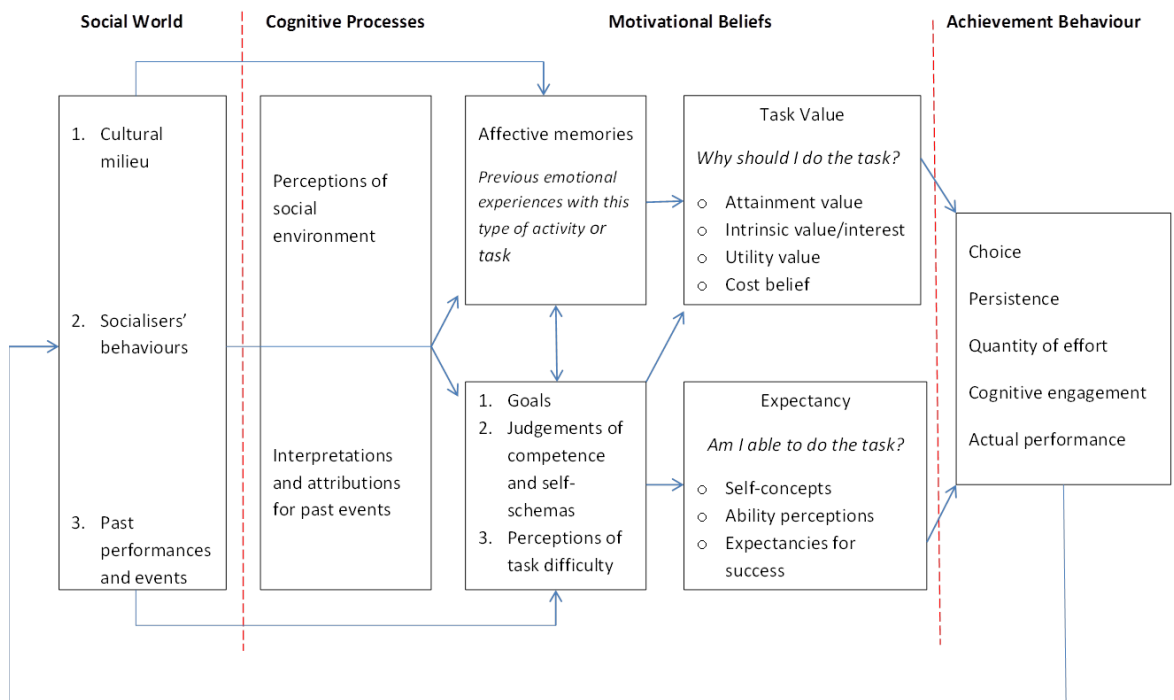 Social World
Cognitive Processes
Motivational Beliefs
Achievement Behaviour
1. Cultural
milieu
2. Socialisers’
behaviours
3. Past
performances
and events
Perceptions of
social
environment
Interpretations
and attributions
for past events
Affective memories
Previous emotional
experiences with this
type of activity or
task
1. Goals
2. Judgements of
competence
and self-
schemas
3. Perceptions of
task difficulty
Task Value
Why should I do the task?
o Attainment value
o Intrinsic value/interest
o Utility value
o Cost belief
Expectancy
Am I able to do the task?
o Self-concepts
o Ability perceptions
o Expectancies for
success
Choice
Persistence
Quantity of effort
Cognitive engagement
Actual performance